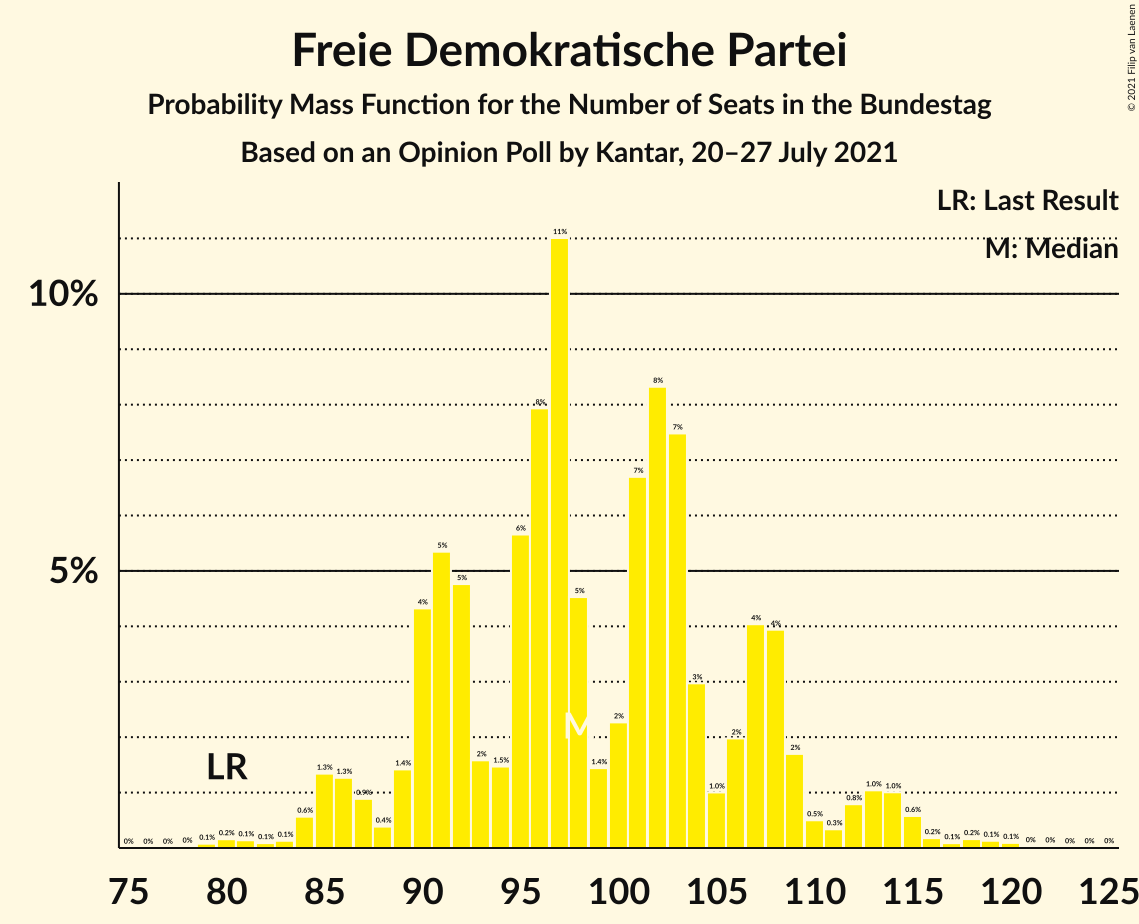 Freie Demokratische Partei
Probability Mass Function for the Number of Seats in the Bundestag
Based on an Opinion Poll by Kantar, 20–27 July 2021
© 2021 Filip van Laenen
LR: Last Result
M: Median
10%
5%
LR
M
0% 0% 0% 0% 0.1% 0.2% 0.1% 0.1% 0.1% 0.6% 1.3% 1.3% 0.9% 0.4% 1.4% 4% 5% 5% 2% 1.5% 6% 8% 11% 5% 1.4% 2% 7% 8% 7% 3% 1.0% 2% 4% 4% 2% 0.5% 0.3% 0.8% 1.0% 1.0% 0.6% 0.2% 0.1% 0.2% 0.1% 0.1% 0% 0% 0% 0% 0%
75 80 85 90 95 100 105 110 115 120 125